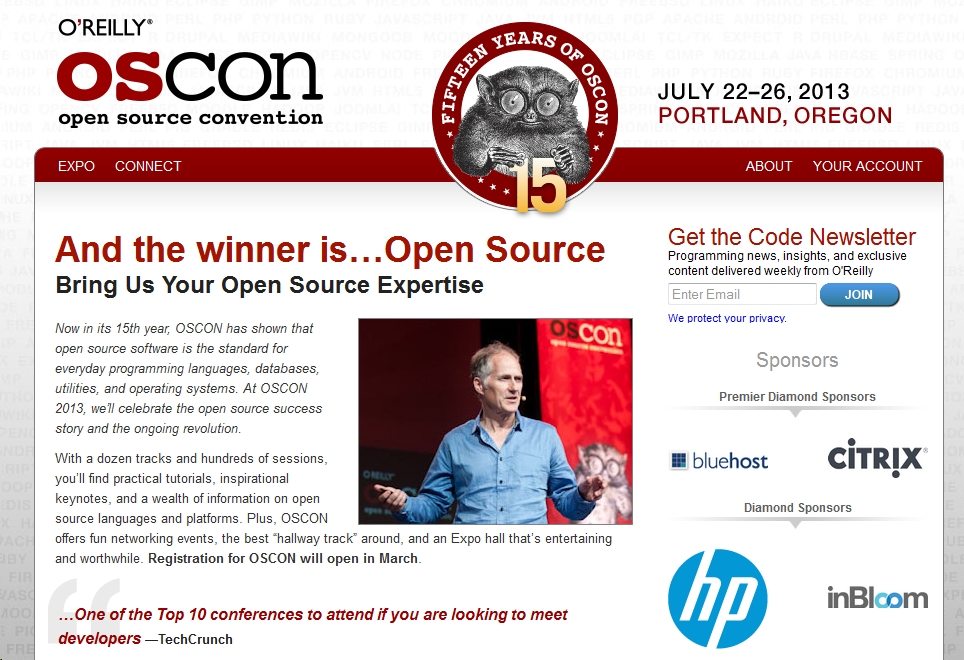 O'REILLY®
OSCON
open source convention
FIFTEEN YEARS OF OSCON
15
JULY 22–26, 2013
PORTLAND, OREGON
EXPO CONNECT
ABOUT YOUR ACCOUNT
And the winner is…Open Source
Bring Us Your Open Source Expertise
Now in its 15th year, OSCON has shown that
open source software is the standard for
everyday programming languages, databases,
utilities, and operating systems. At OSCON
2013, we'll celebrate the open source success
story and the ongoing revolution.
With a dozen tracks and hundreds of sessions,
you'll find practical tutorials, inspirational
keynotes, and a wealth of information on open
source languages and platforms. Plus, OSCON
offers fun networking events, the best “hallway track” around, and an Expo hall that's entertaining
and worthwhile. Registration for OSCON will open in March.
OSCON
open source convention
O'REILLY
…One of the Top 10 conferences to attend if you are looking to meet
developers —TechCrunch
Get the Code Newsletter
Programming news, insights, and exclusive
content delivered weekly from O'Reilly
Enter Email JOIN
We protect your privacy.
Sponsors
Premier Diamond Sponsors
bluehost CITRIX®
Diamond Sponsors
hp inBloom